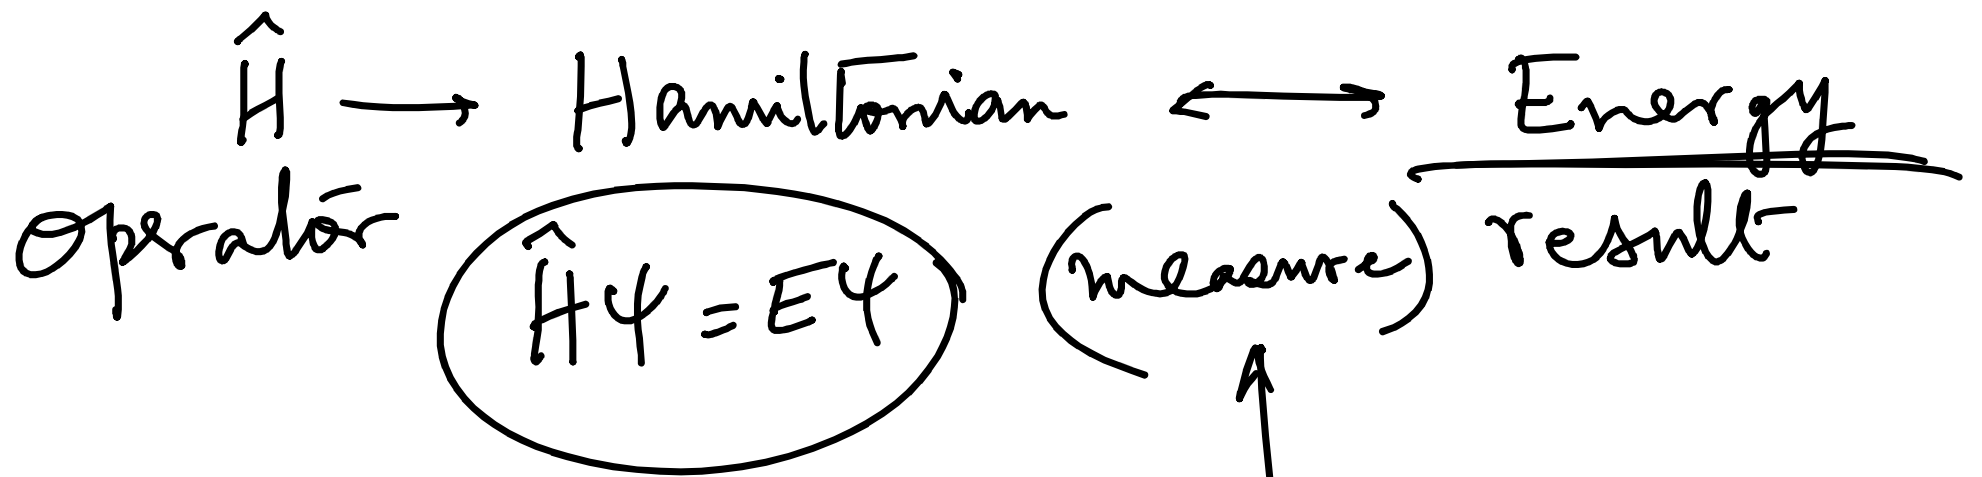 Ĥ → Hamiltonian ↔ Energy
operator (measure) result
Ĥψ = Eψ